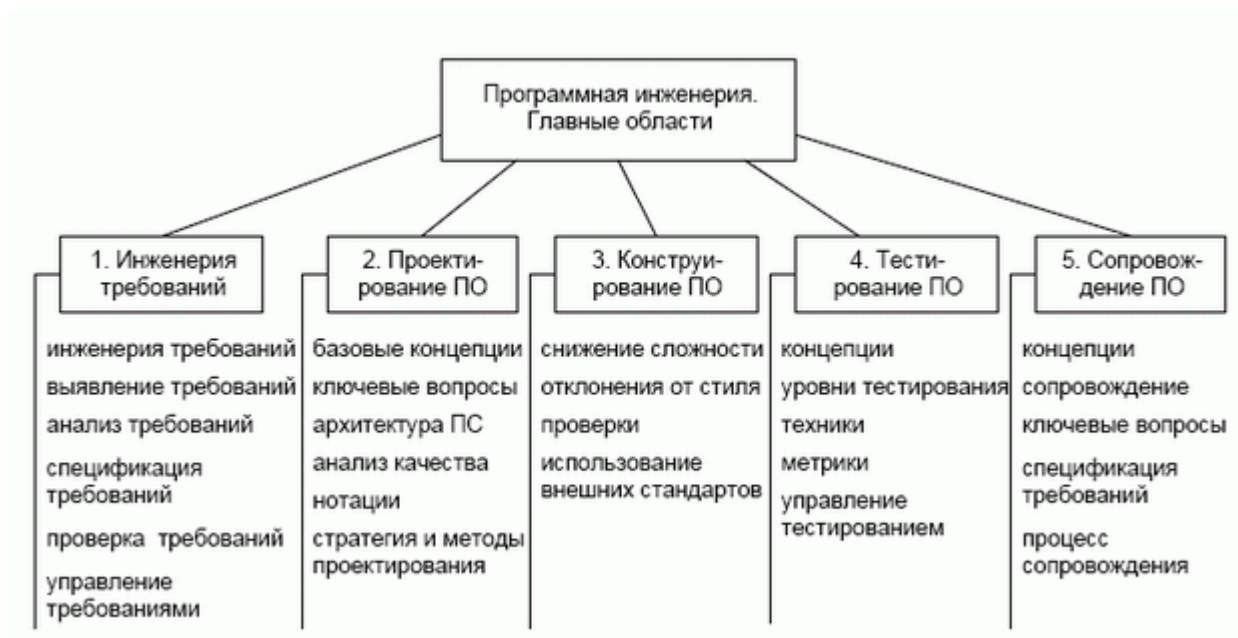 Программная инженерия.
Главные области
1. Инженерия
требований
инженерия требований
выявление требований
анализ требований
спецификация
требований
проверка требований
управление
требованиями
2. Проекти-
рование ПО
базовые концепции
ключевые вопросы
архитектура ПС
анализ качества
нотации
стратегия и методы
проектирования
3. Конструи-
рование ПО
снижение сложности
отклонения от стиля
проверки
использование
внешних стандартов
4. Тести-
рование ПО
концепции
уровни тестирования
техники
метрики
управление
тестированием
5. Сопровож-
дение ПО
концепции
сопровождение
ключевые вопросы
спецификация
требований
процесс
сопровождения